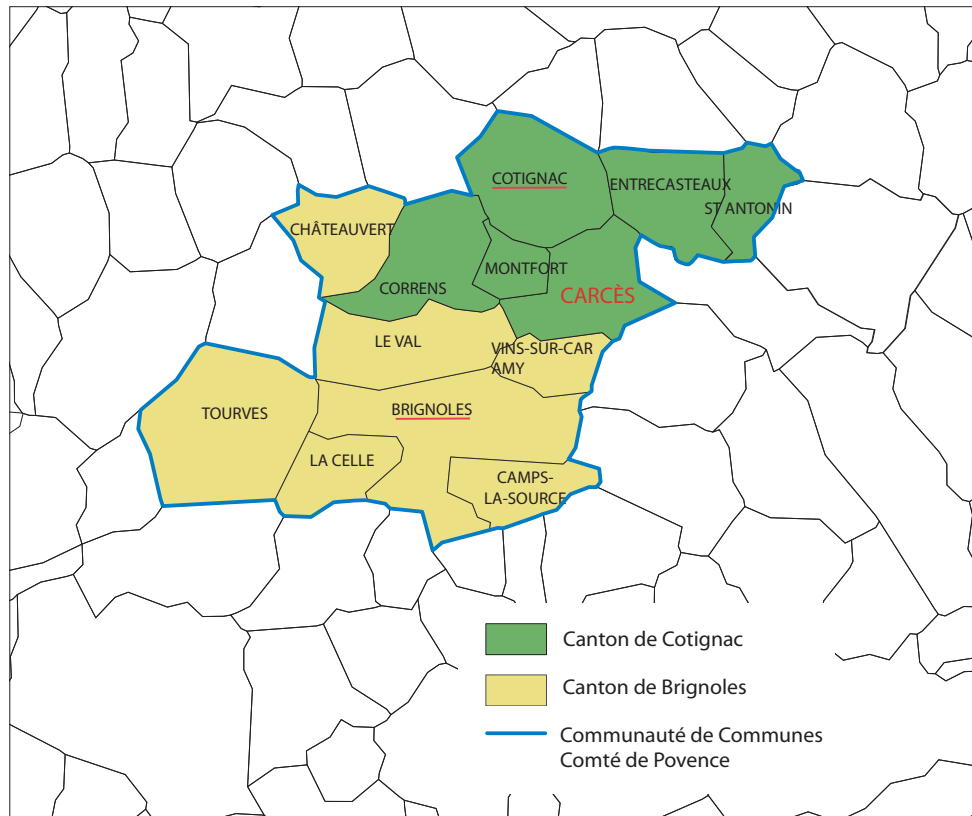 COTIGNAC
ENTRECASTEAUX
ST ANTONIN
CHÂTEAUVERT
MONTFORT
CORRENS
CARCÈS
LE VAL
VINS-SUR-CAR
AMY
TOURVES
BRIGNOLES
LA CELLE
CAMPS-
LA-SOURCE
Canton de Cotignac
Canton de Brignoles
Communauté de Communes
Comté de Povence